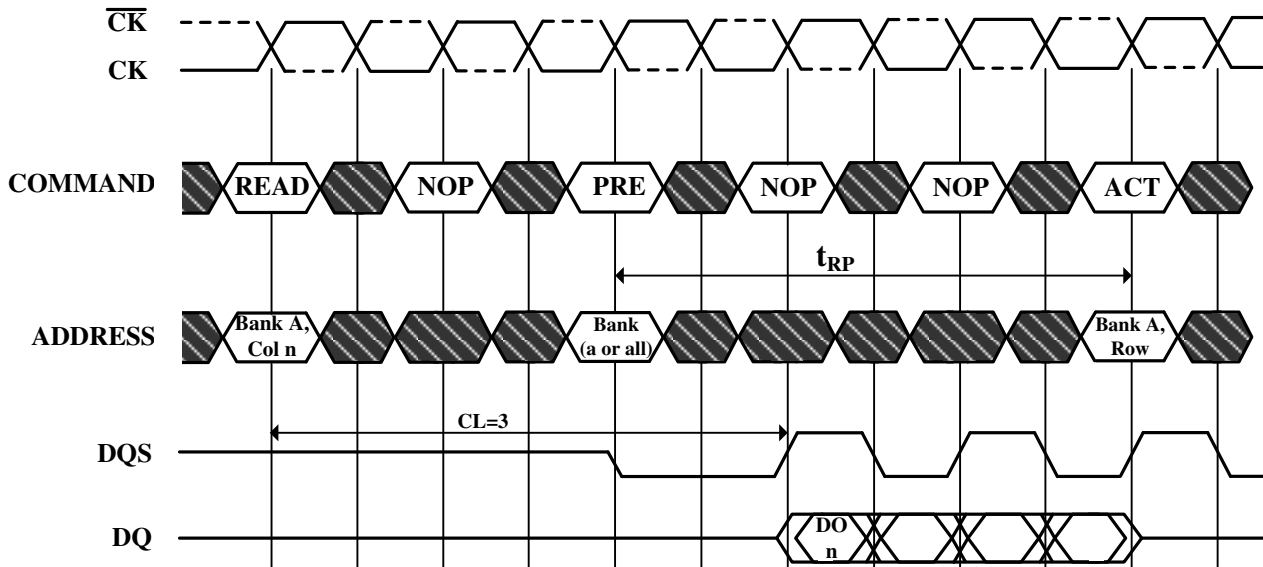 CK
CK
COMMAND
READ
NOP
PRE
NOP
NOP
ACT
tRP
ADDRESS
Bank A,
Col n
Bank
(a or all)
Bank A,
Row
CL=3
DQS
DQ
DO
n